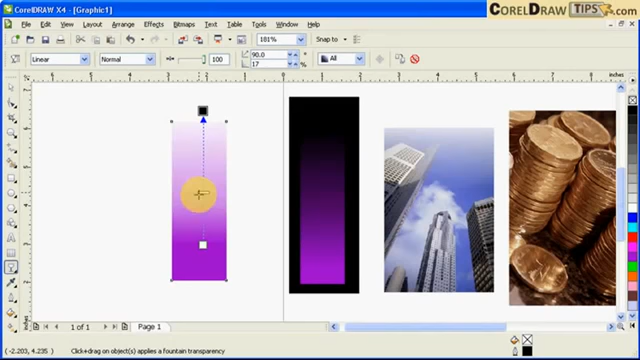 CorelDRAW X4 - [Graphic1]
CORELDRAW TIPS.com
File Edit View Layout Arrange Effects Bitmaps Text Table Tools Window Help
181% Snap to
Linear Normal 100 90.0 All
17
inches
1 of 1 Page 1
(-2.203, 4.235) Click+drag on object(s) applies a fountain transparency